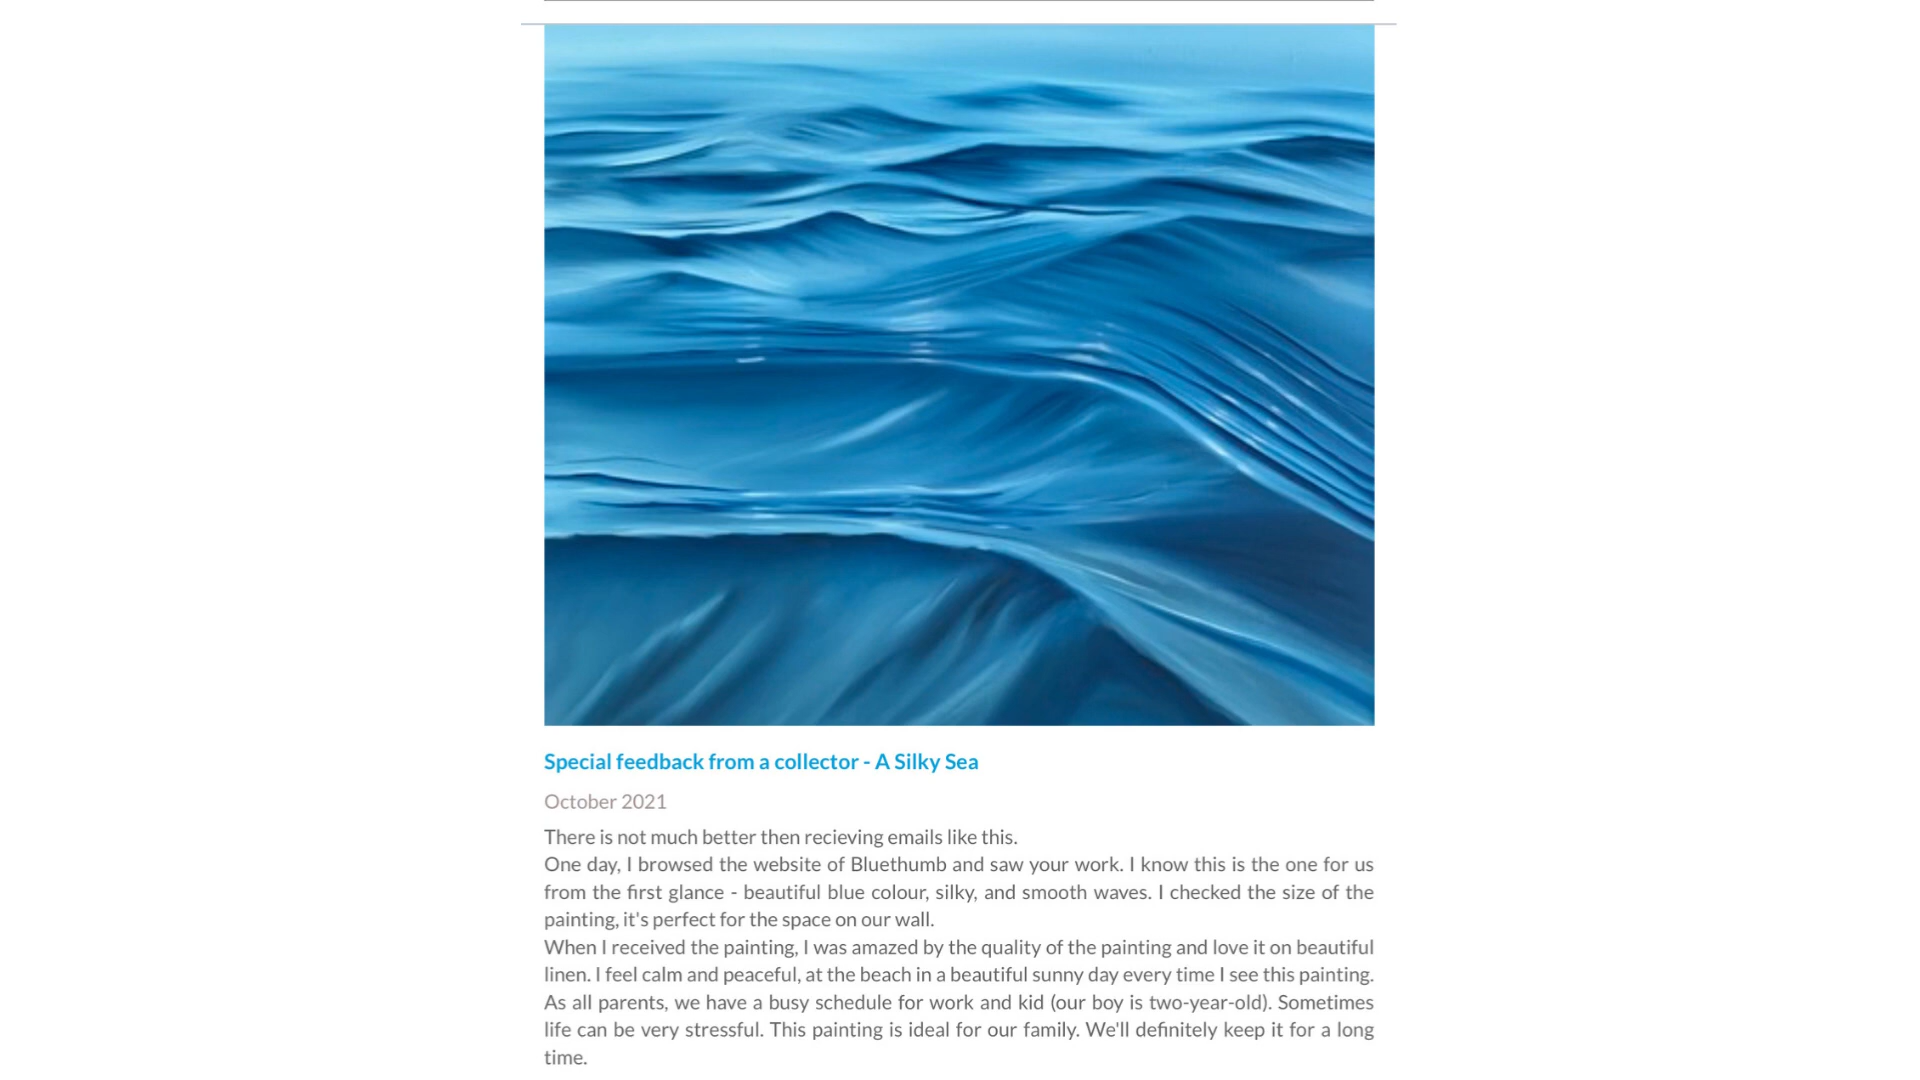 Special feedback from a collector - A Silky Sea
October 2021
There is not much better then recieving emails like this.
One day, I browsed the website of Bluethumb and saw your work. I know this is the one for us
from the first glance - beautiful blue colour, silky, and smooth waves. I checked the size of the
painting, it's perfect for the space on our wall.
When I received the painting, I was amazed by the quality of the painting and love it on beautiful
linen. I feel calm and peaceful, at the beach in a beautiful sunny day every time I see this painting.
As all parents, we have a busy schedule for work and kid (our boy is two-year-old). Sometimes
life can be very stressful. This painting is ideal for our family. We'll definitely keep it for a long
time.